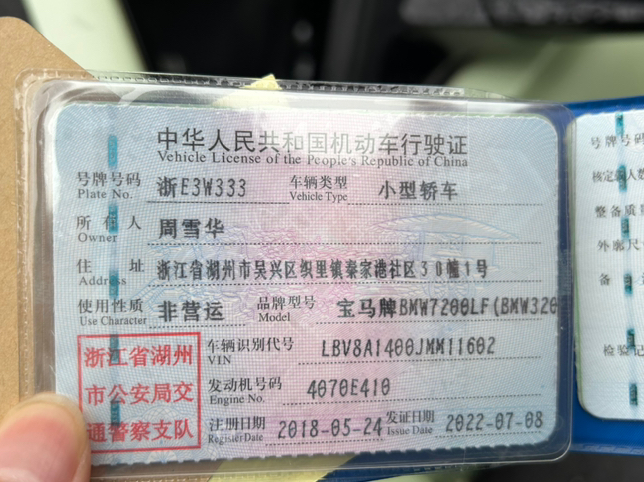 中华人民共和国机动车行驶证
Vehicle License of the People's Republic of China
号牌号码 浙E3W333 车辆类型 小型轿车
Plate No. Vehicle Type
所有人 周雪华
Owner
住址 浙江省湖州市吴兴区织里镇秦家港社区30幢1号
Address
使用性质 非营运 品牌型号 宝马牌BMW7200LF(BMW320
Use Character Model
浙江省湖州
市公安局交
通警察支队
车辆识别代号 LBV8A1400JMM11602
VIN
发动机号码 4070E410
Engine No.
注册日期 2018-05-24 发证日期 2022-07-08
Register Date Issue Date
号牌号
核定
整备质
外廓尺
备
检验记